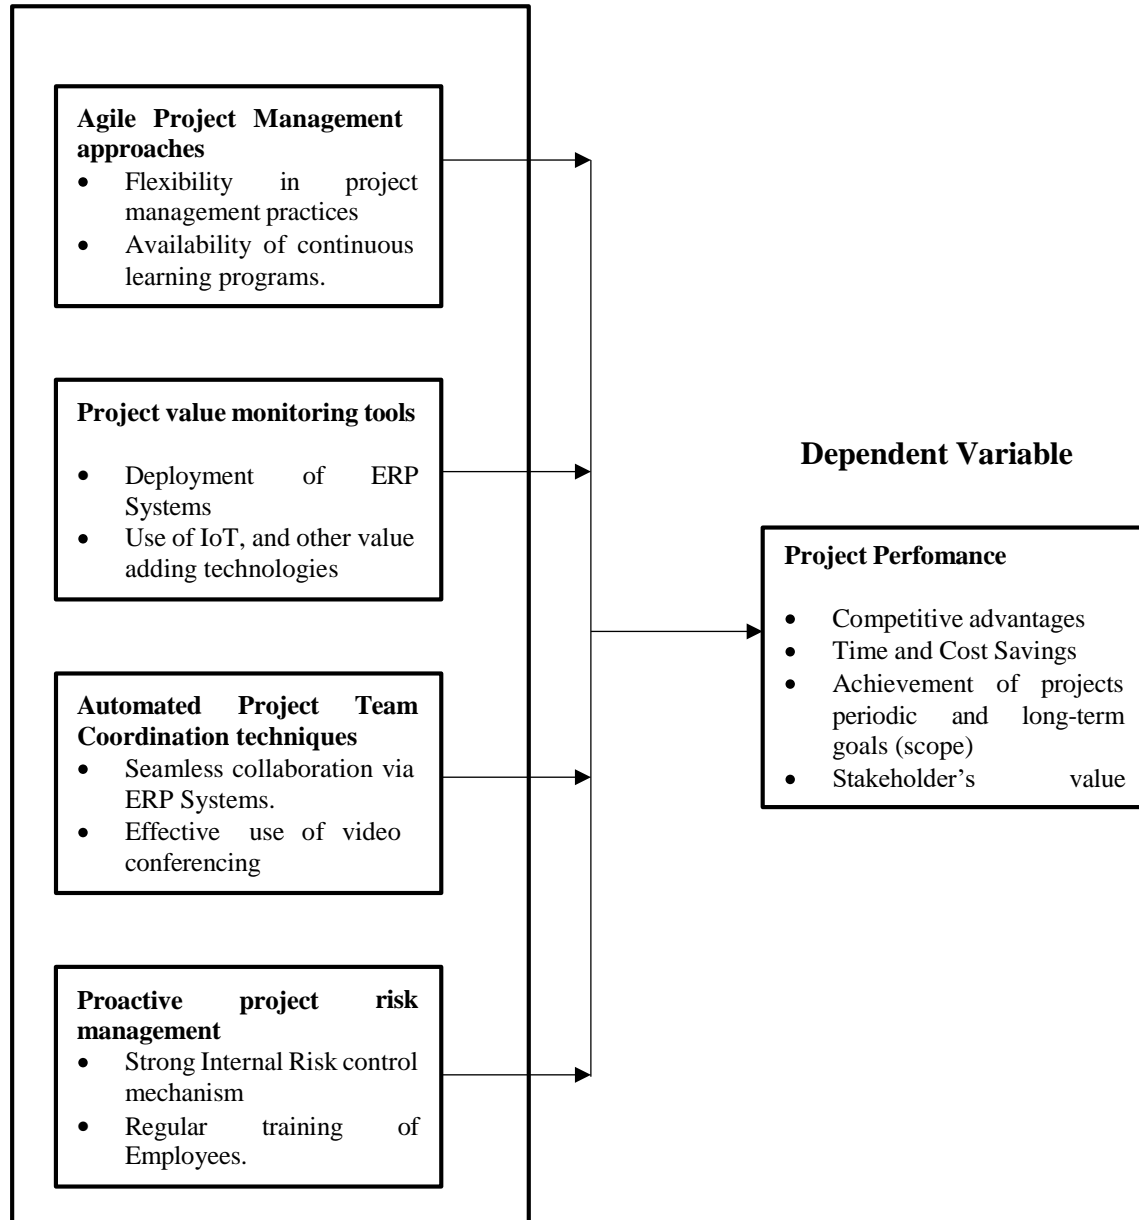 Agile Project Management
approaches
• Flexibility in project
management practices
• Availability of continuous
learning programs.
Project value monitoring tools
• Deployment of ERP
Systems
• Use of IoT, and other value
adding technologies
Automated Project Team
Coordination techniques
• Seamless collaboration via
ERP Systems.
• Effective use of video
conferencing
Proactive project risk
management
• Strong Internal Risk control
mechanism
• Regular training of
Employees.
Dependent Variable
Project Perfomance
• Competitive advantages
• Time and Cost Savings
• Achievement of projects
periodic and long-term
goals (scope)
• Stakeholder’s value